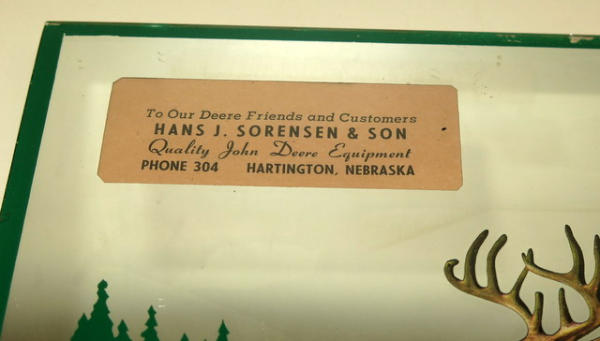 To Our Deere Friends and Customers
HANS J. SORENSEN & SON
Quality John Deere Equipment
PHONE 304 HARTINGTON, NEBRASKA